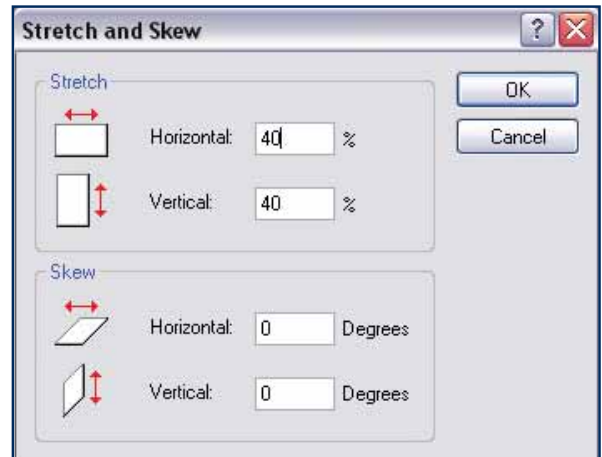 Stretch and Skew
?
Stretch
OK
Horizontal: 40 %
Cancel
Vertical: 40 %
Skew
Horizontal: 0 Degrees
Vertical: 0 Degrees